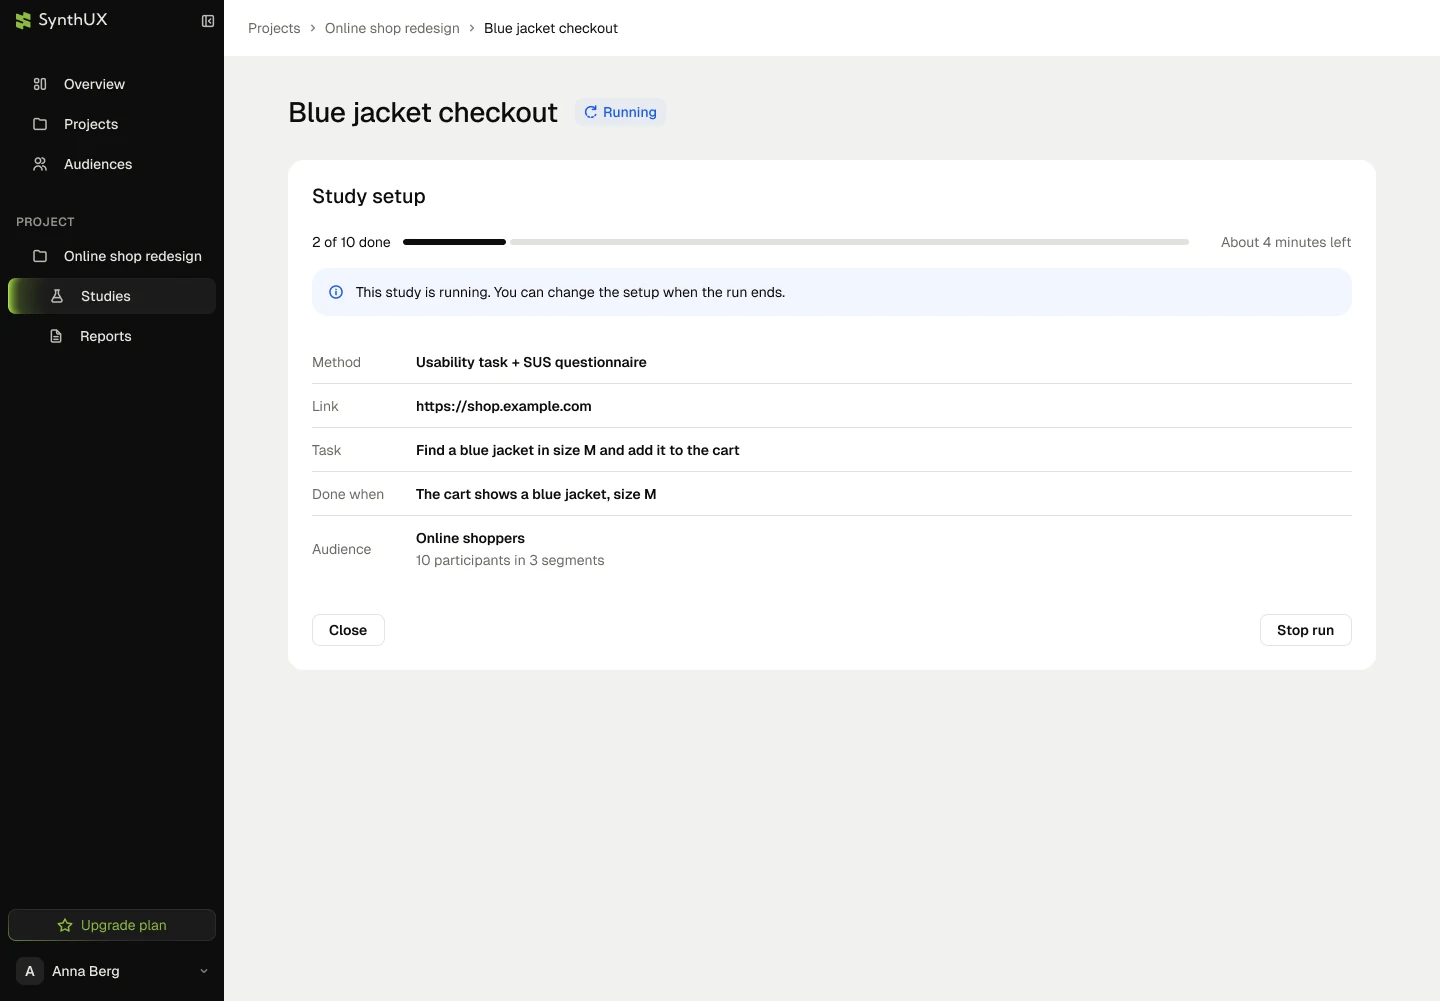 SynthUX
Overview
Projects
Audiences
PROJECT
Online shop redesign
Studies
Reports
Upgrade plan
A
Anna Berg
Projects > Online shop redesign > Blue jacket checkout
Blue jacket checkout
Running
Study setup
2 of 10 done
About 4 minutes left
This study is running. You can change the setup when the run ends.
Method
Usability task + SUS questionnaire
Link
https://shop.example.com
Task
Find a blue jacket in size M and add it to the cart
Done when
The cart shows a blue jacket, size M
Audience
Online shoppers
10 participants in 3 segments
Close
Stop run